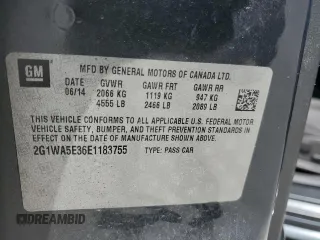 GM
MFD BY GENERAL MOTORS OF CANADA LTD.
DATE GVWR GAWR FRT GAWR RR
06/14 2066 KG 1119 KG 947 KG
4555 LB 2466 LB 2089 LB
THIS VEHICLE CONFORMS TO ALL APPLICABLE U.S. FEDERAL MOTOR
VEHICLE SAFETY, BUMPER, AND THEFT PREVENTION STANDARDS
IN EFFECT ON THE DATE OF MANUFACTURE SHOWN ABOVE.
2G1WA5E36E1183755 TYPE: PASS CAR
AutoBidMaster